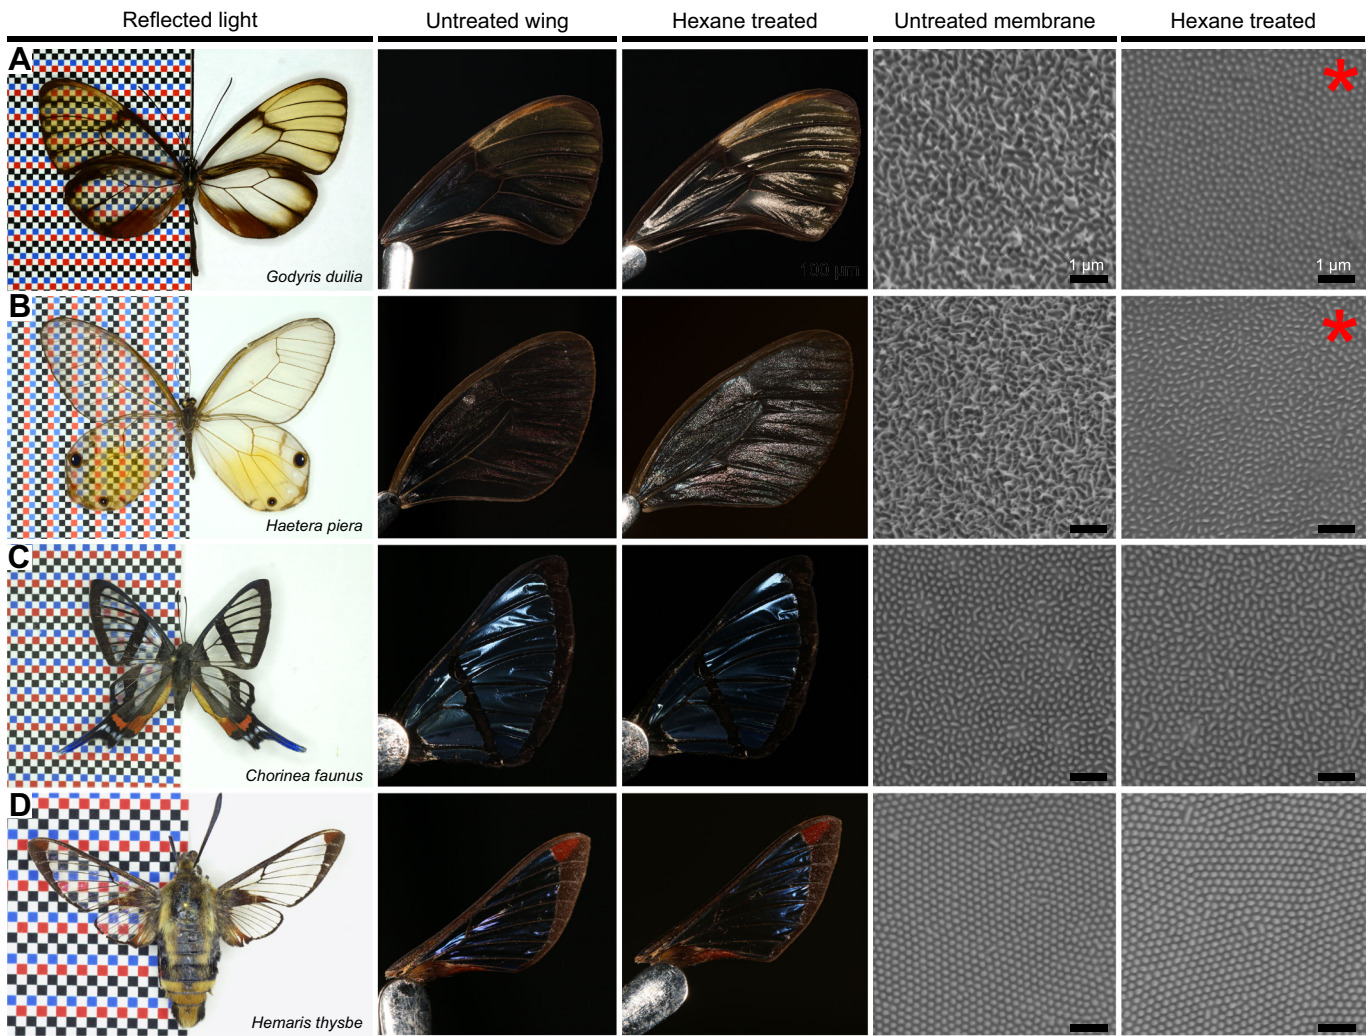 Reflected light
Untreated wing
Hexane treated
Untreated membrane
Hexane treated
A
Godyris duilia
100 µm
1 µm
1 µm
*
B
Haetera piera
*
C
Chorinea faunus
D
Hemaris thysbe